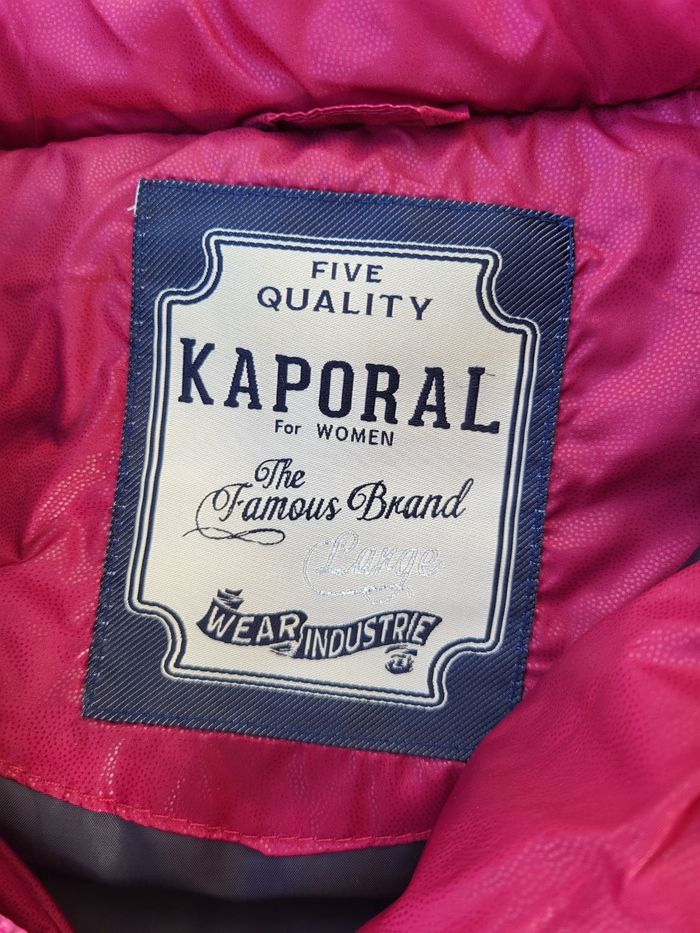 FIVE
QUALITY
KAPORAL
For WOMEN
The
Famous Brand
Large
WEAR INDUSTRIE